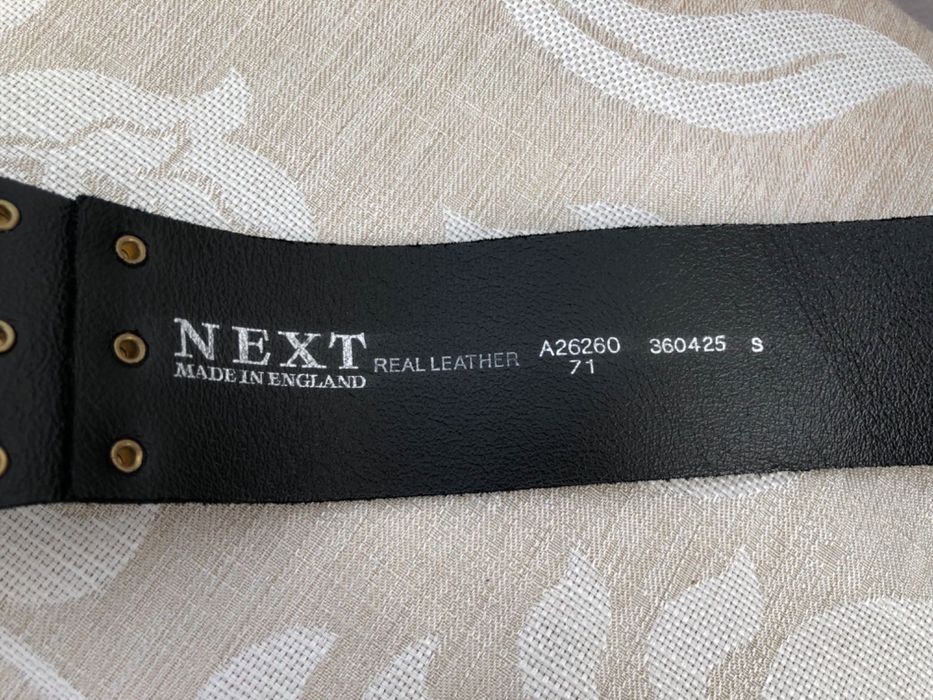 NEXT
MADE IN ENGLAND
REAL LEATHER
A26260 360425 S
71